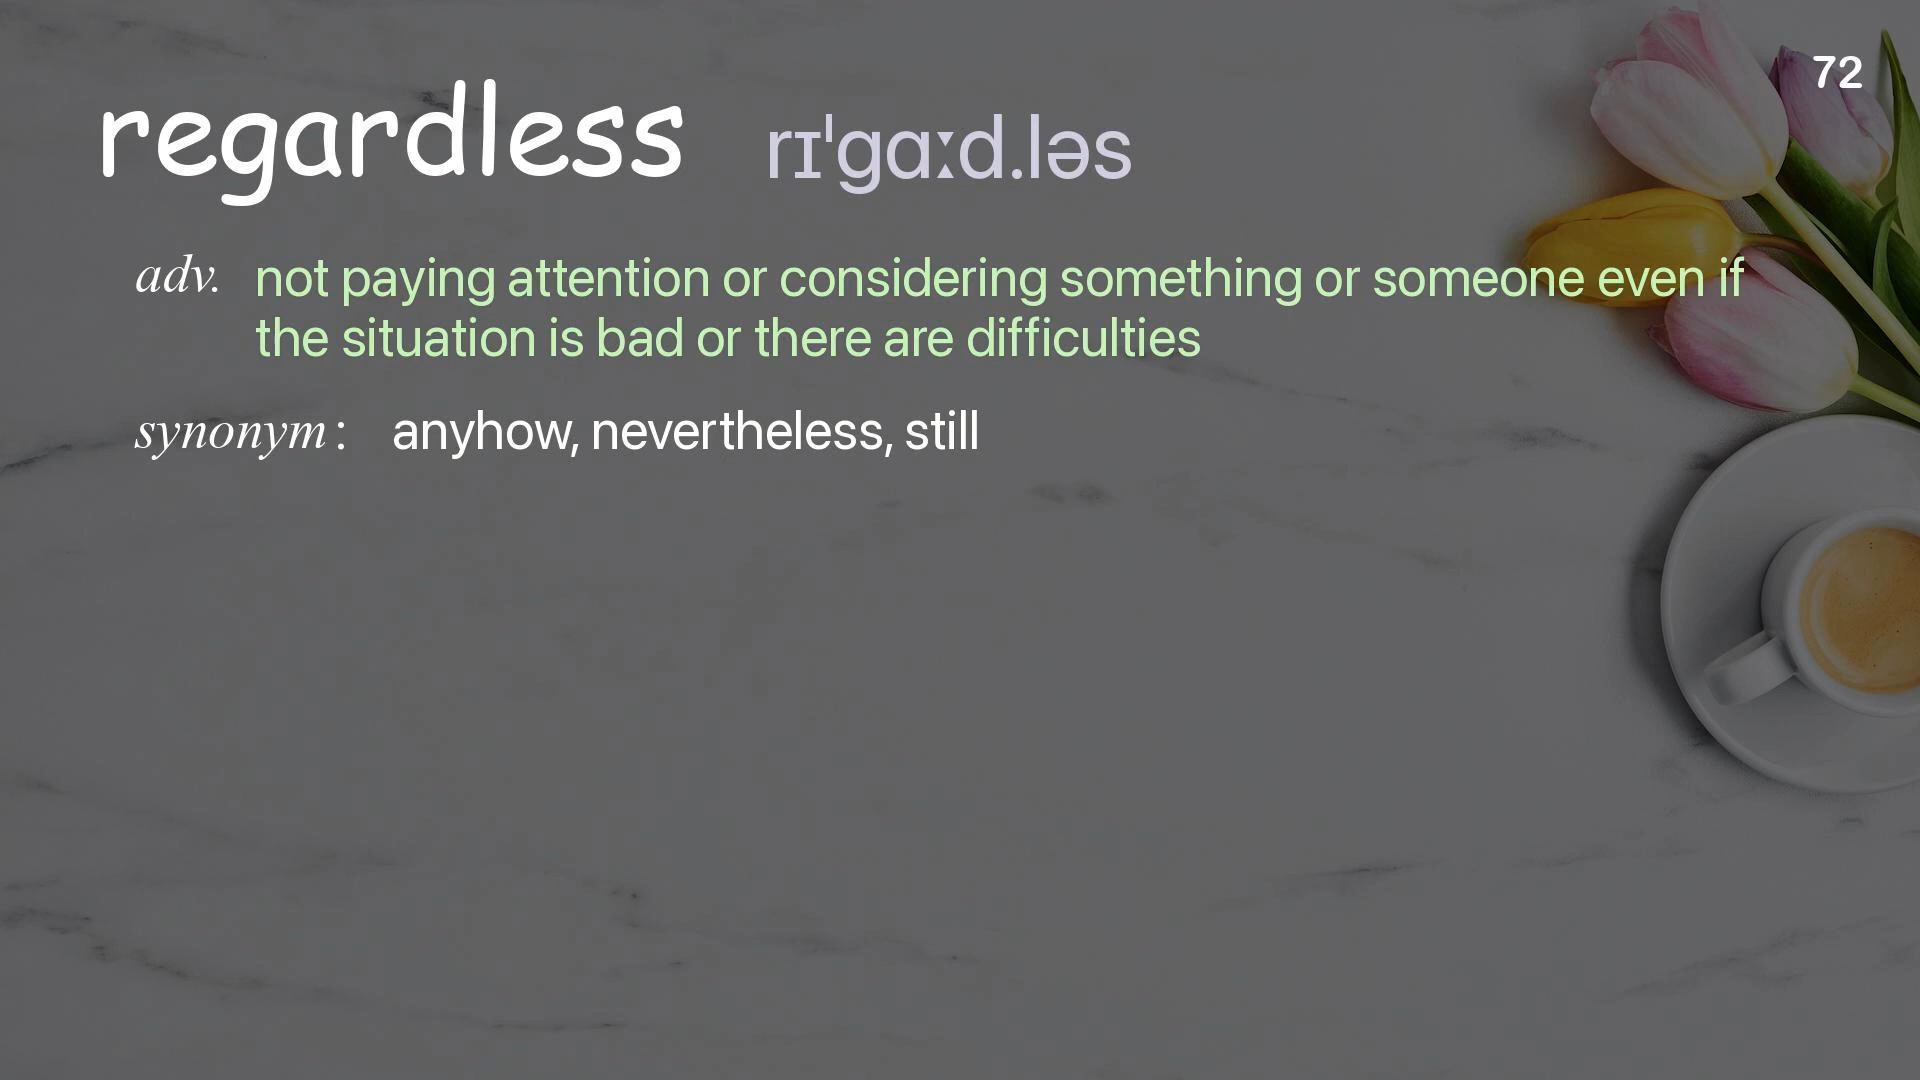 72
regardless rɪˈɡɑːd.ləs
adv. not paying attention or considering something or someone even if
the situation is bad or there are difficulties
synonym: anyhow, nevertheless, still